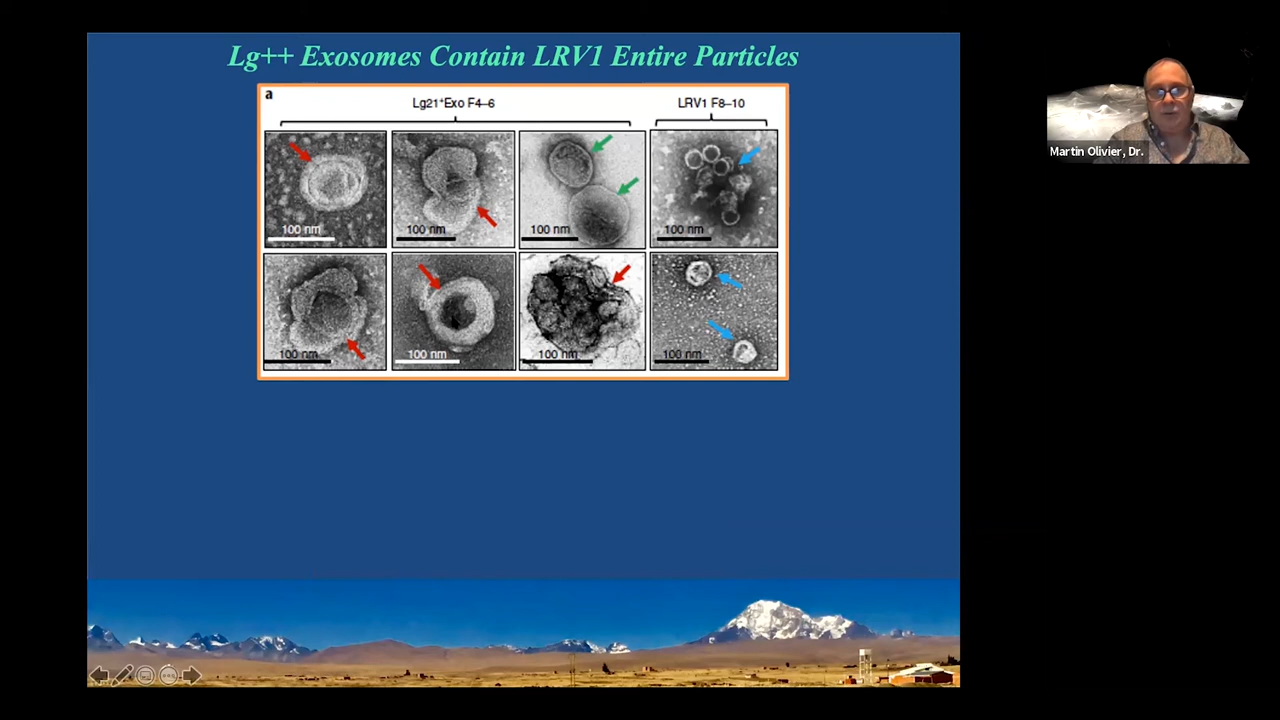 Lg++ Exosomes Contain LRV1 Entire Particles
a
Lg21⁺Exo F4–6
LRV1 F8–10
100 nm
100 nm
100 nm
100 nm
100 nm
100 nm
100 nm
100 nm
Martin Olivier, Dr.